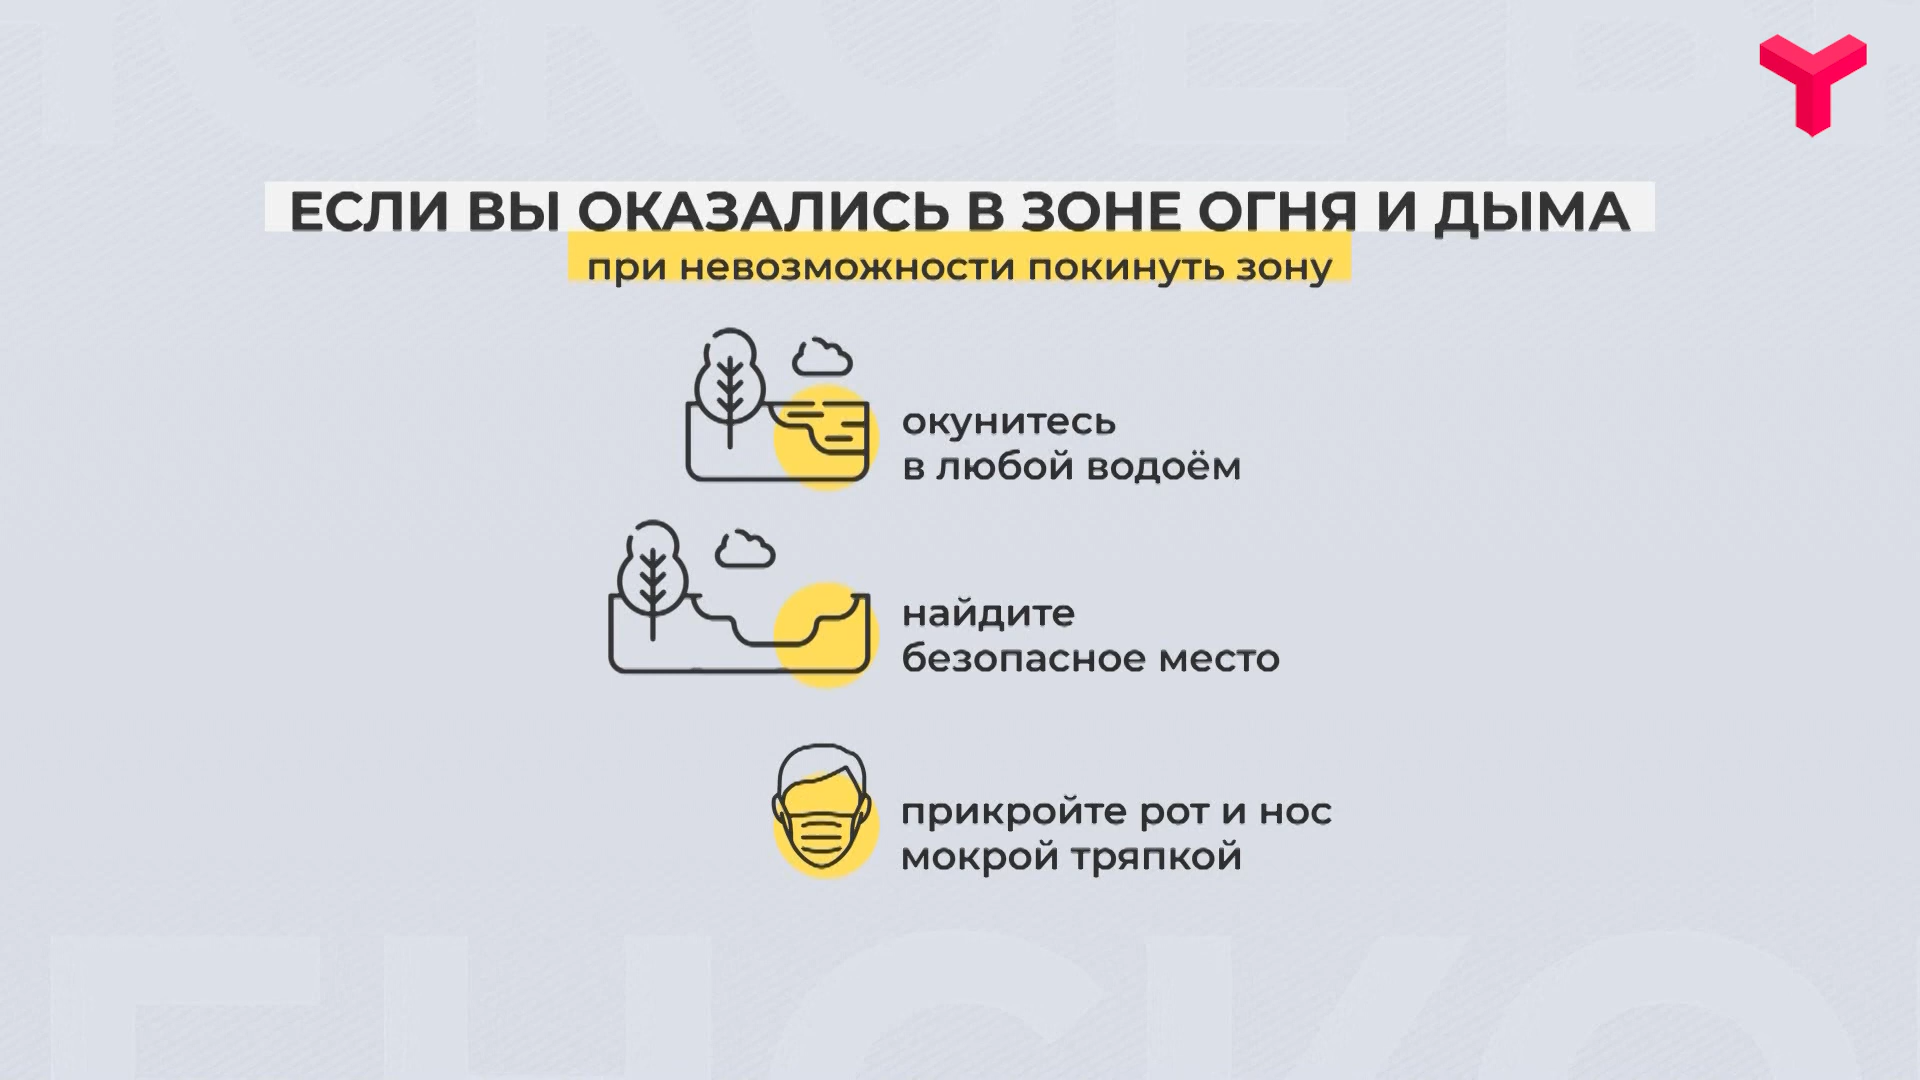 ЕСЛИ ВЫ ОКАЗАЛИСЬ В ЗОНЕ ОГНЯ И ДЫМА
при невозможности покинуть зону
окунитесь
в любой водоём
найдите
безопасное место
прикройте рот и нос
мокрой тряпкой